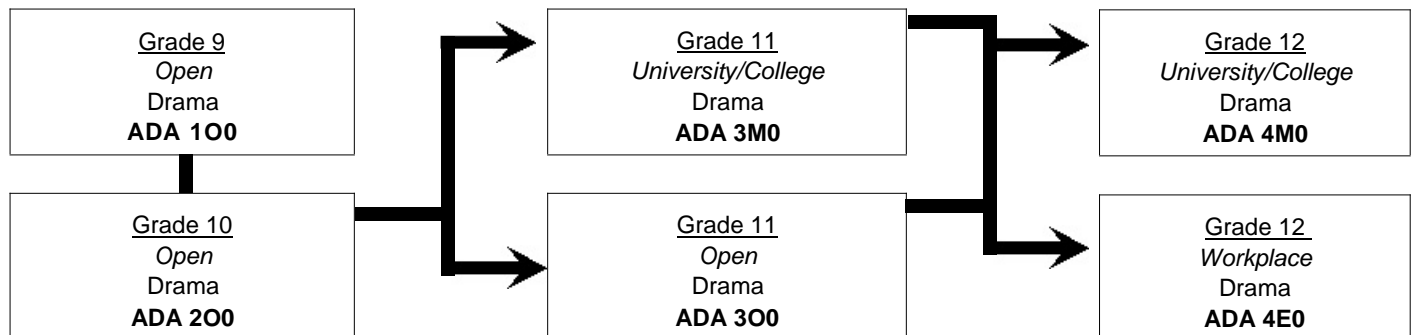 Grade 9
Open
Drama
ADA 1O0
Grade 10
Open
Drama
ADA 2O0
Grade 11
University/College
Drama
ADA 3M0
Grade 11
Open
Drama
ADA 3O0
Grade 12
University/College
Drama
ADA 4M0
Grade 12
Workplace
Drama
ADA 4E0